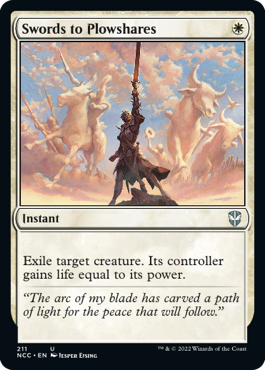 Swords to Plowshares
Instant
Exile target creature. Its controller
gains life equal to its power.
“The arc of my blade has carved a path
of light for the peace that will follow.”
211 U
NCC • EN Jesper Ejsing
™ & © 2022 Wizards of the Coast